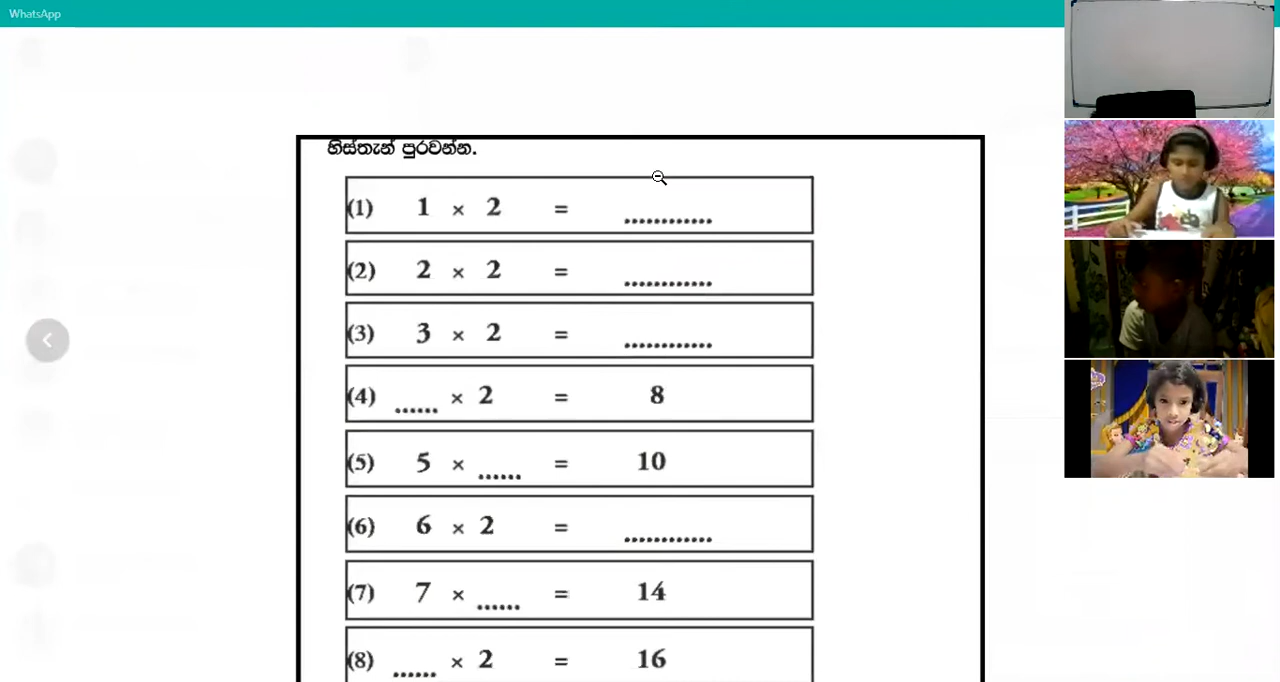 WhatsApp
හිස්තැන් පුරවන්න.
(1) 1 × 2 = ............
(2) 2 × 2 = ............
(3) 3 × 2 = ............
(4) ...... × 2 = 8
(5) 5 × ...... = 10
(6) 6 × 2 = ............
(7) 7 × ...... = 14
(8) ...... × 2 = 16